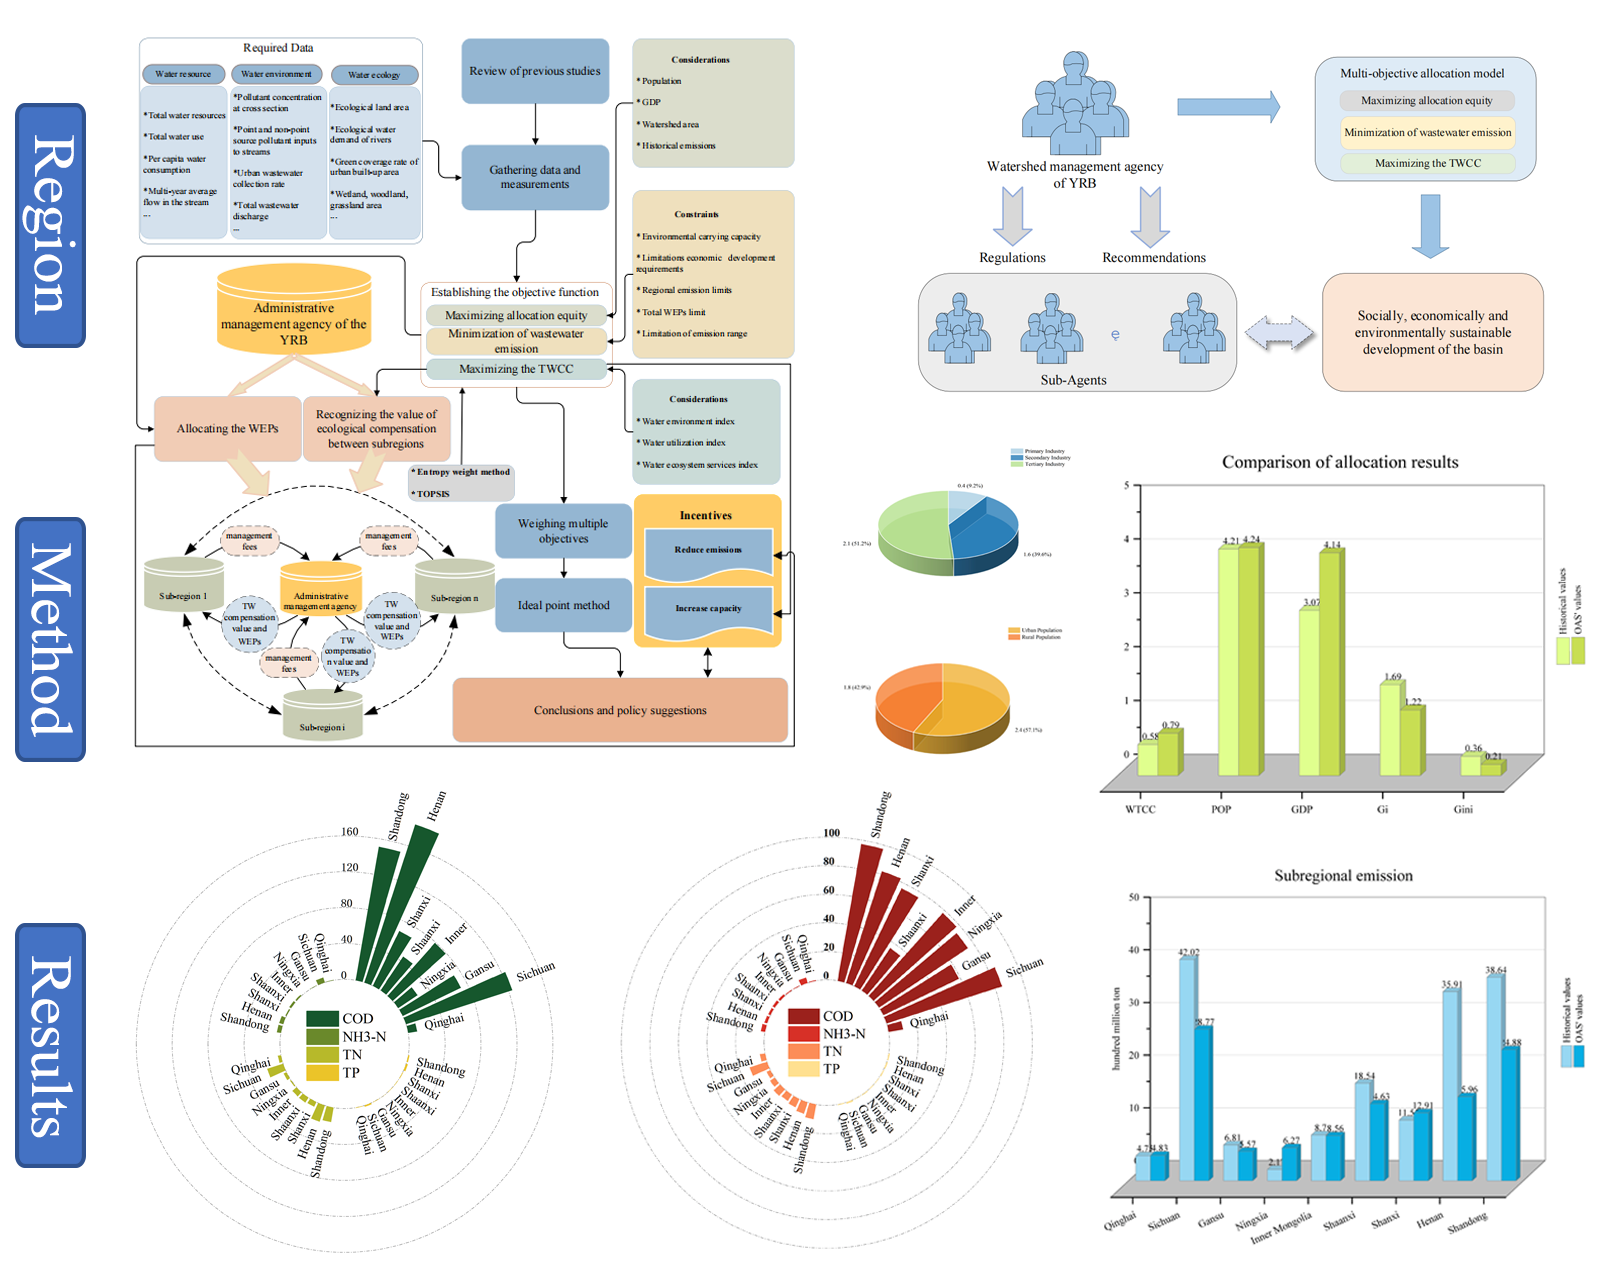 Region
Method
Results
Required Data
Water resource
Water environment
Water ecology
*Total water resources
*Total water use
*Per capita water
consumption
*Multi-year average
flow in the stream
...
*Pollutant concentration
at cross section
*Point and non-point
source pollutant inputs
to streams
*Urban wastewater
collection rate
*Total wastewater
discharge
...
*Ecological land area
*Ecological water
demand of rivers
*Green coverage rate of
urban built-up area
*Wetland, woodland,
grassland area
...
Review of previous studies
Gathering data and
measurements
Considerations
* Population
* GDP
* Watershed area
* Historical emissions
Constraints
* Environmental carrying capacity
* Limitations economic development
requirements
* Regional emission limits
* Total WEPs limit
* Limitation of emission range
Establishing the objective function
Maximizing allocation equity
Minimization of wastewater
emission
Maximizing the TWCC
Considerations
* Water environment index
* Water utilization index
* Water ecosystem services index
Administrative
management agency of the
YRB
Allocating the WEPs
Recognizing the value of
ecological compensation
between subregions
* Entropy weight method
* TOPSIS
Weighing multiple
objectives
Ideal point method
Incentives
Reduce emissions
Increase capacity
Conclusions and policy suggestions
management
fees
management
fees
Sub-region 1
Administrative
management agency
Sub-region n
TW
compensation
value and
WEPs
TW
compensation
value and
WEPs
TW
compensatio
n value and
WEPs
management
fees
Sub-region i
Watershed management agency
of YRB
Multi-objective allocation model
Maximizing allocation equity
Minimization of wastewater emission
Maximizing the TWCC
Regulations
Recommendations
e
Sub-Agents
Socially, economically and
environmentally sustainable
development of the basin
Primary Industry
Secondary Industry
Tertiary Industry
0.4 (9.2%)
2.1 (51.2%)
1.6 (39.6%)
Urban Population
Rural Population
1.8 (42.9%)
2.4 (57.1%)
Comparison of allocation results
5
4
3
2
1
0
0.58
0.79
4.21
4.24
3.07
4.14
1.69
1.22
0.36
0.21
WTCC
POP
GDP
Gi
Gini
Historical values
OAS' values
160
120
80
40
0
Shandong
Henan
Shanxi
Shaanxi
Inner
Ningxia
Gansu
Sichuan
Qinghai
COD
NH3-N
TN
TP
Qinghai
Sichuan
Gansu
Ningxia
Inner
Shaanxi
Shanxi
Henan
Shandong
Qinghai
Sichuan
Gansu
Ningxia
Inner
Shaanxi
Shanxi
Henan
Shandong
Shandong
Henan
Shanxi
Shaanxi
Inner
Ningxia
Gansu
Sichuan
Qinghai
100
80
60
40
20
0
Shandong
Henan
Shanxi
Shaanxi
Inner
Ningxia
Gansu
Sichuan
Qinghai
COD
NH3-N
TN
TP
Qinghai
Sichuan
Gansu
Ningxia
Inner
Shaanxi
Shanxi
Henan
Shandong
Qinghai
Sichuan
Gansu
Ningxia
Inner
Shaanxi
Shanxi
Henan
Shandong
Shandong
Henan
Shanxi
Shaanxi
Inner
Ningxia
Gansu
Sichuan
Qinghai
Subregional emission
hundred million ton
50
40
30
20
10
4.83
42.02
6.81
6.27
8.78
8.56
18.54
12.91
35.91
38.64
Qinghai
Sichuan
Gansu
Ningxia
Inner Mongolia
Shaanxi
Shanxi
Henan
Shandong
Historical values
OAS' values